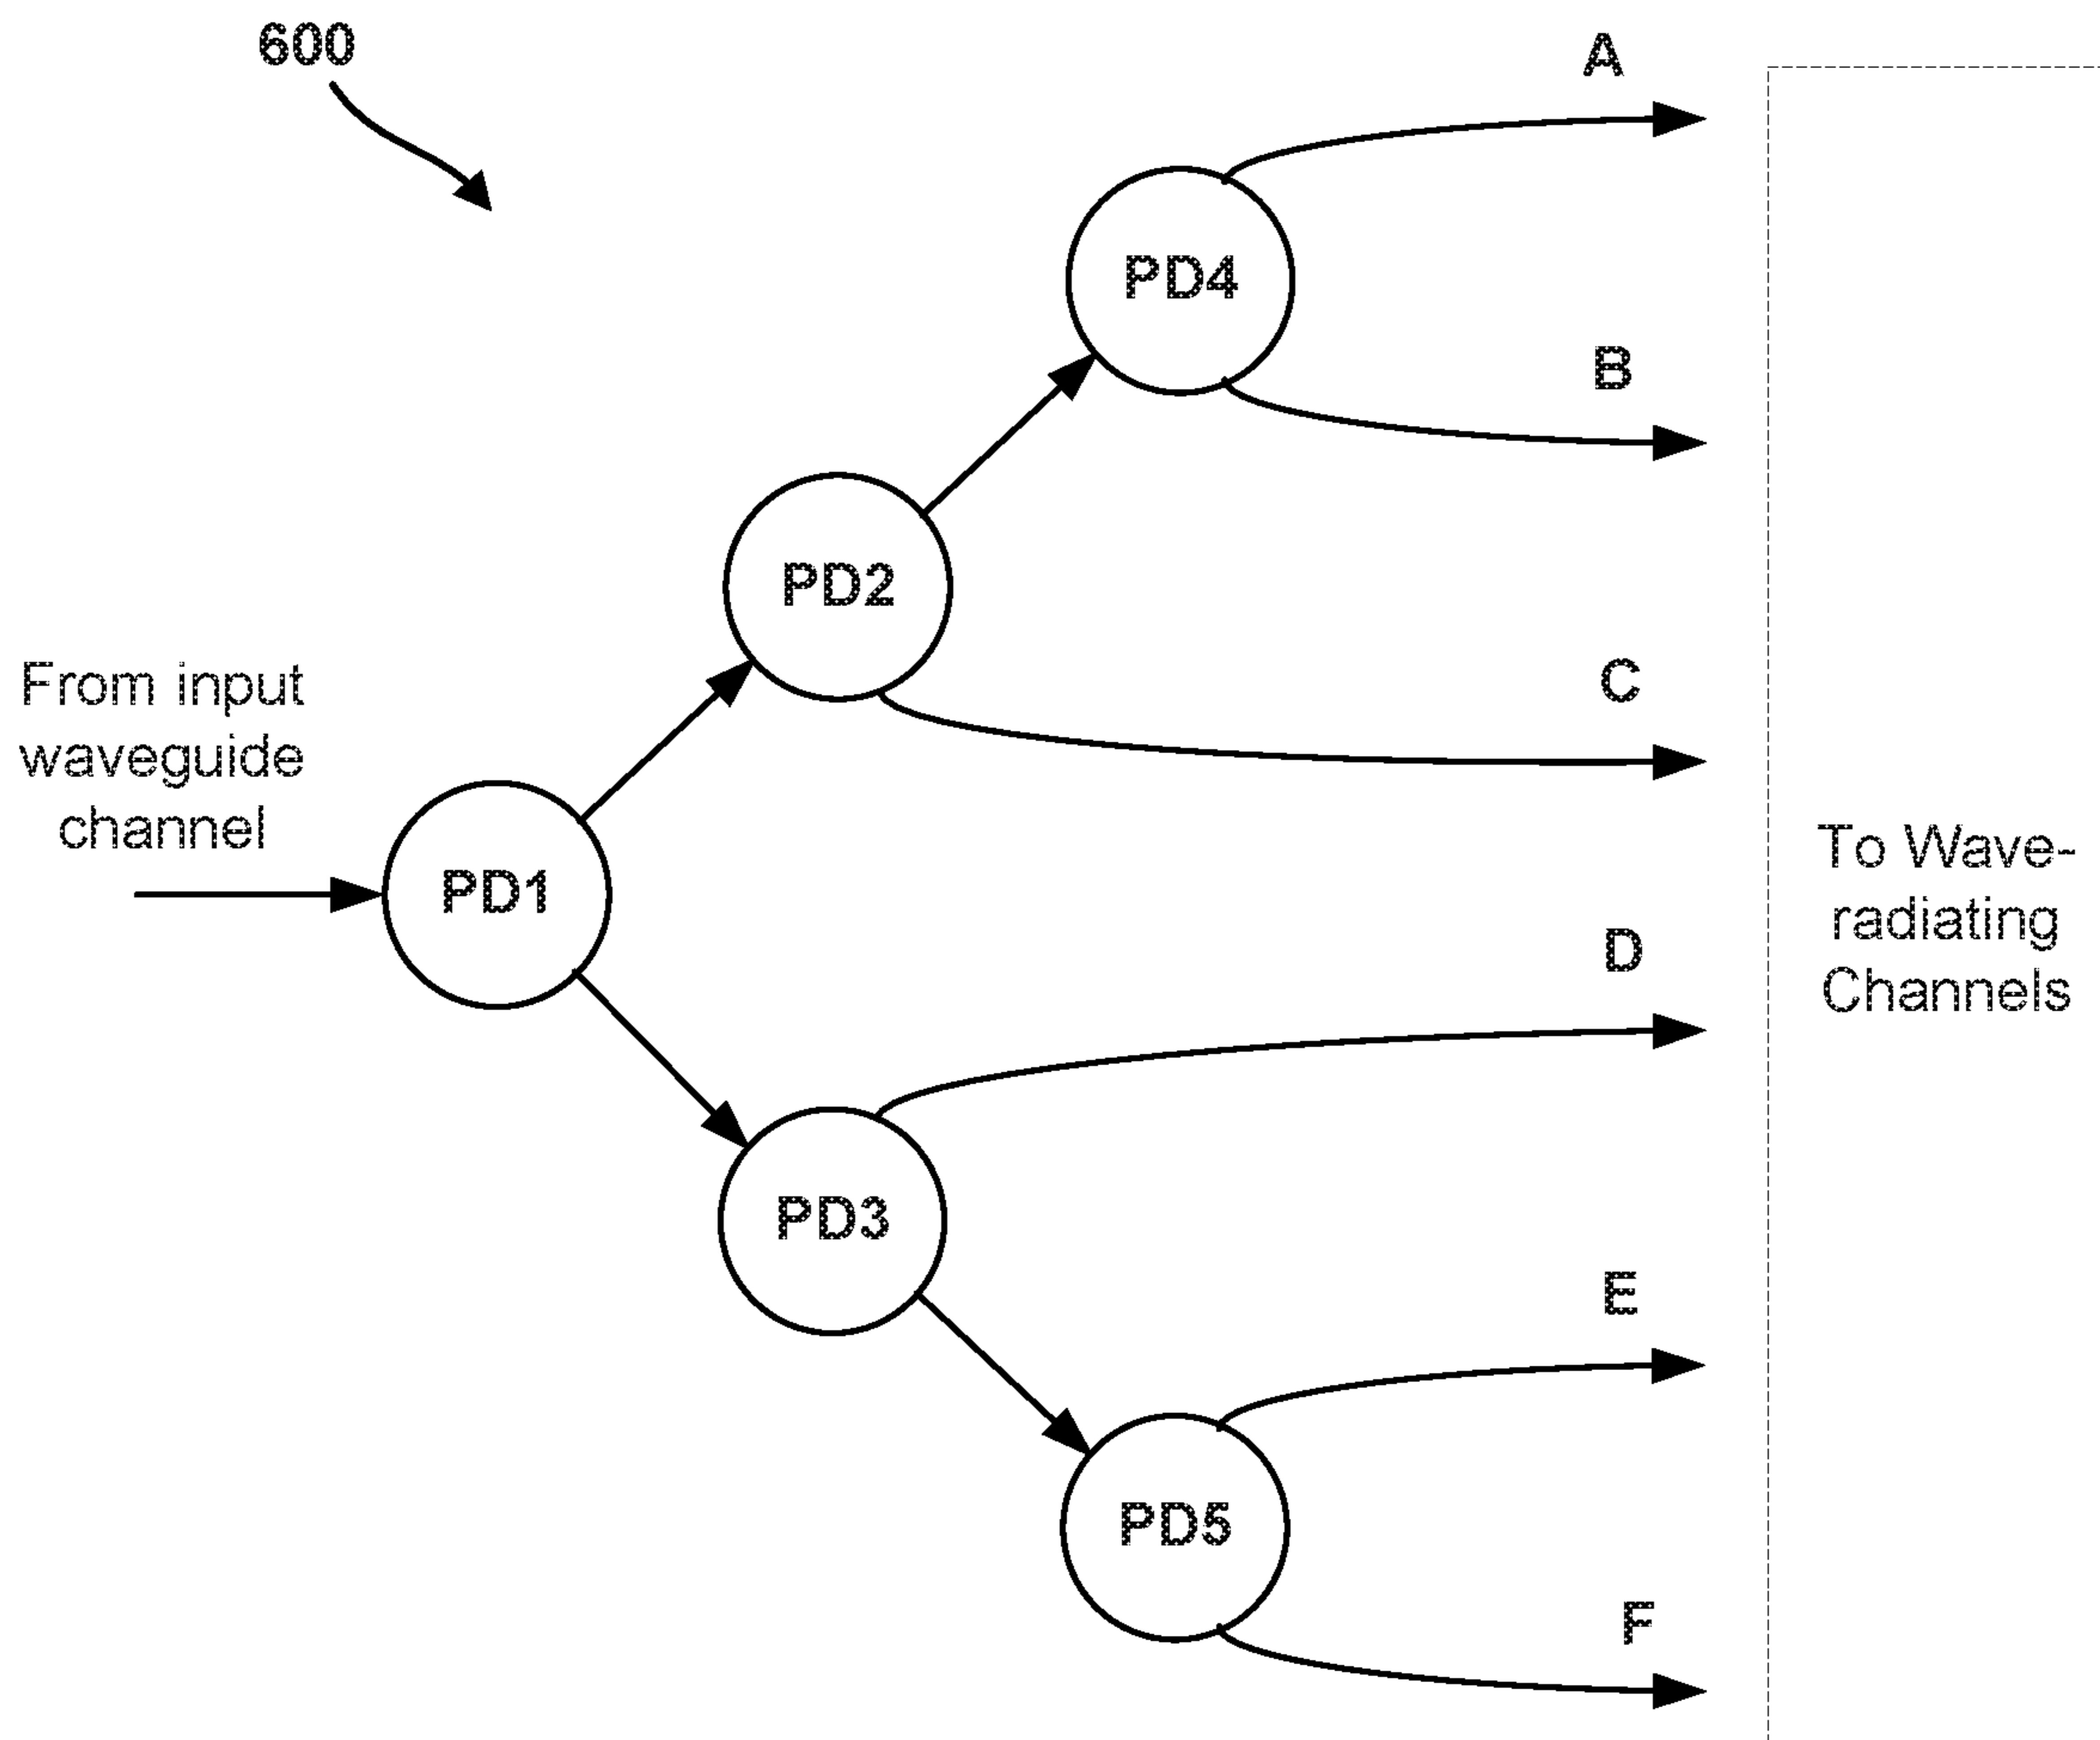 600
A
PD4
B
PD2
C
From input
waveguide
channel
PD1
To Wave-
radiating
Channels
D
PD3
E
PD5
F